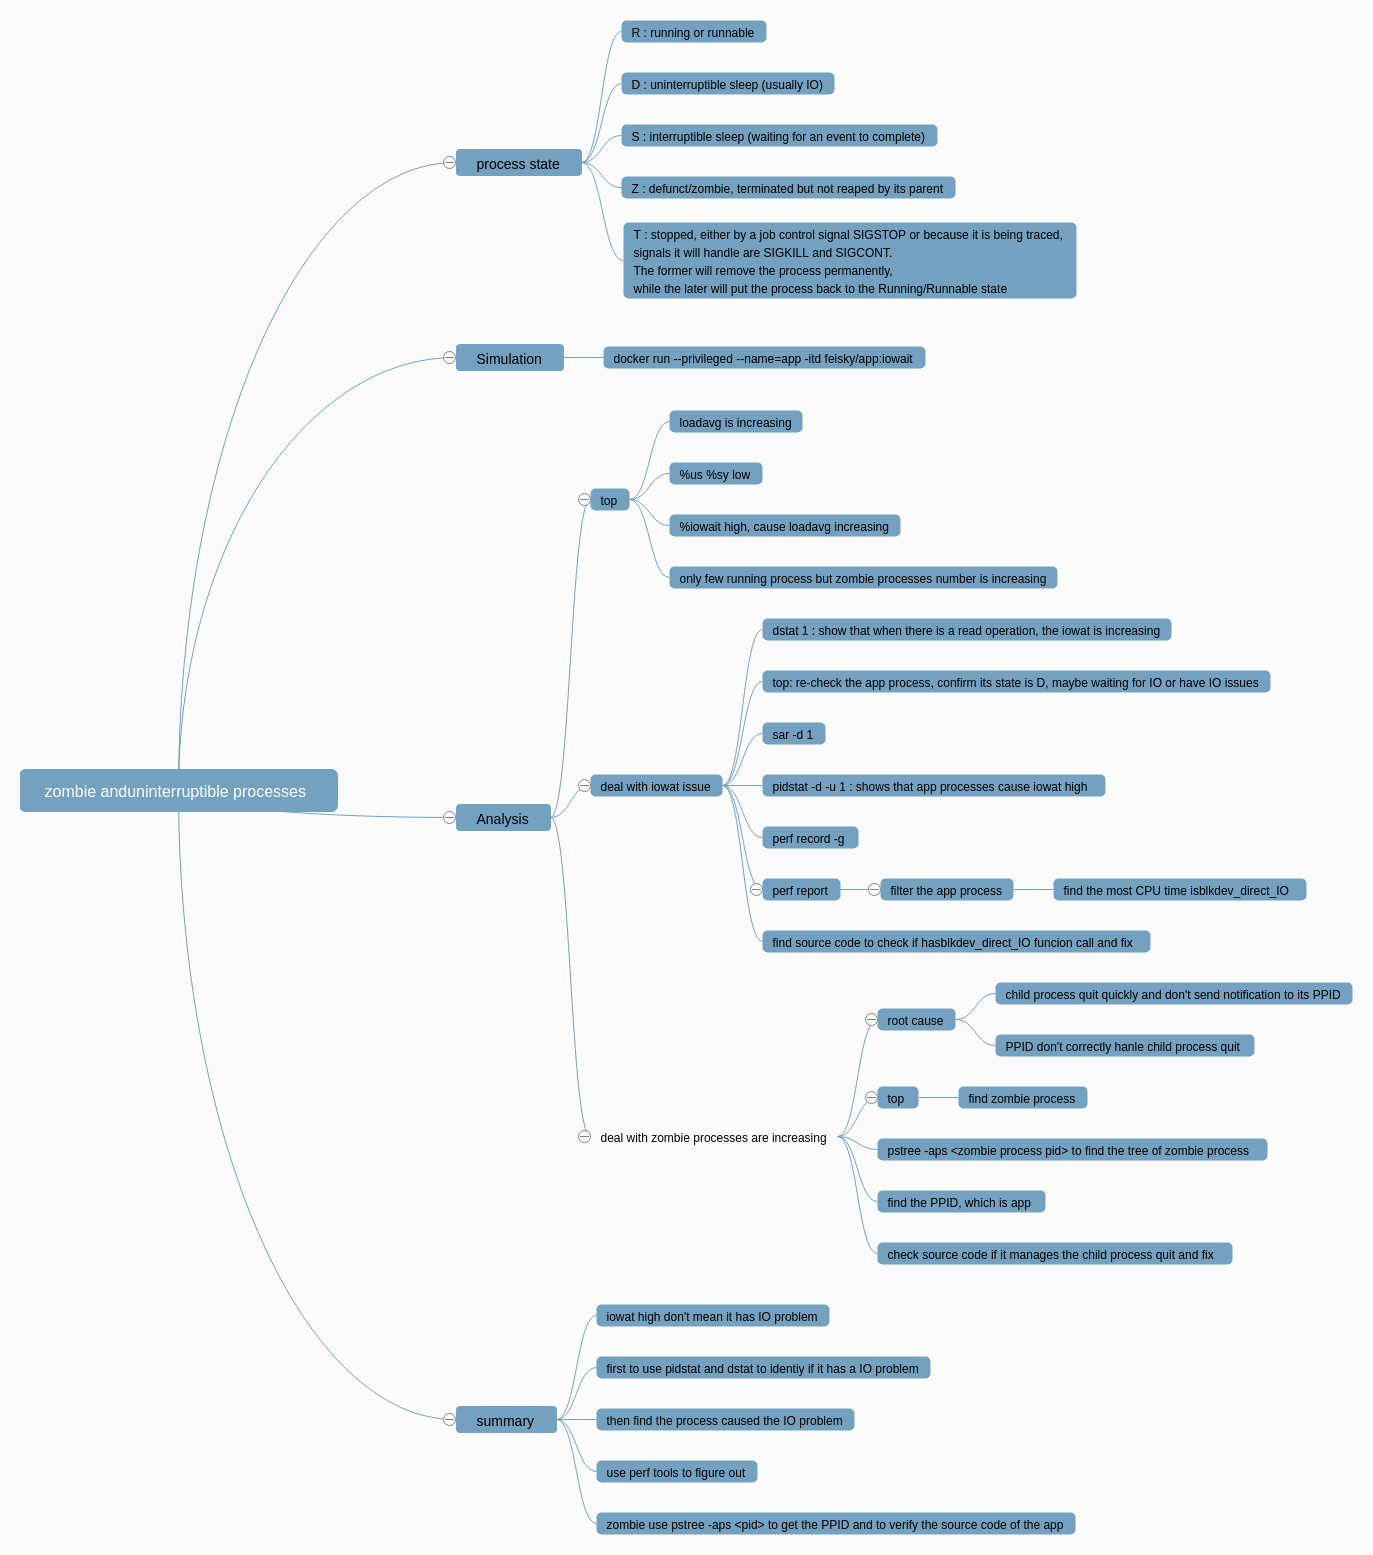 R : running or runnable
D : uninterruptible sleep (usually IO)
S : interruptible sleep (waiting for an event to complete)
process state
Z : defunct/zombie, terminated but not reaped by its parent
T : stopped, either by a job control signal SIGSTOP or because it is being traced,
signals it will handle are SIGKILL and SIGCONT.
The former will remove the process permanently,
while the later will put the process back to the Running/Runnable state
Simulation
docker run --privileged --name=app -itd feisky/app:iowait
loadavg is increasing
%us %sy low
top
%iowait high, cause loadavg increasing
only few running process but zombie processes number is increasing
dstat 1 : show that when there is a read operation, the iowat is increasing
top: re-check the app process, confirm its state is D, maybe waiting for IO or have IO issues
sar -d 1
zombie anduninterruptible processes
deal with iowat issue
pidstat -d -u 1 : shows that app processes cause iowat high
Analysis
perf record -g
perf report
filter the app process
find the most CPU time isblkdev_direct_IO
find source code to check if hasblkdev_direct_IO funcion call and fix
child process quit quickly and don't send notification to its PPID
root cause
PPID don't correctly hanle child process quit
top
find zombie process
deal with zombie processes are increasing
pstree -aps <zombie process pid> to find the tree of zombie process
find the PPID, which is app
check source code if it manages the child process quit and fix
iowat high don't mean it has IO problem
first to use pidstat and dstat to identiy if it has a IO problem
summary
then find the process caused the IO problem
use perf tools to figure out
zombie use pstree -aps <pid> to get the PPID and to verify the source code of the app